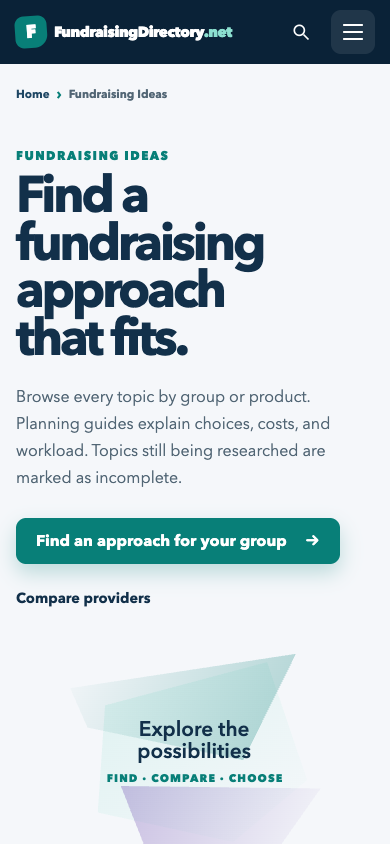 F FundraisingDirectory.net
Home › Fundraising Ideas
FUNDRAISING IDEAS
Find a
fundraising
approach
that fits.
Browse every topic by group or product.
Planning guides explain choices, costs, and
workload. Topics still being researched are
marked as incomplete.
Find an approach for your group →
Compare providers
Explore the
possibilities
FIND · COMPARE · CHOOSE